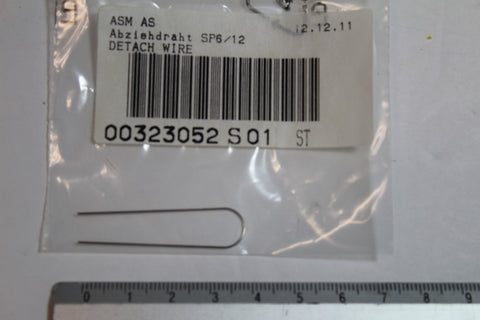 ASM AS
12.12.11
Abziehdraht SP6/12
DETACH WIRE
00323052 S 01 ST
0 1 2 3 4 5 6 7 8 9